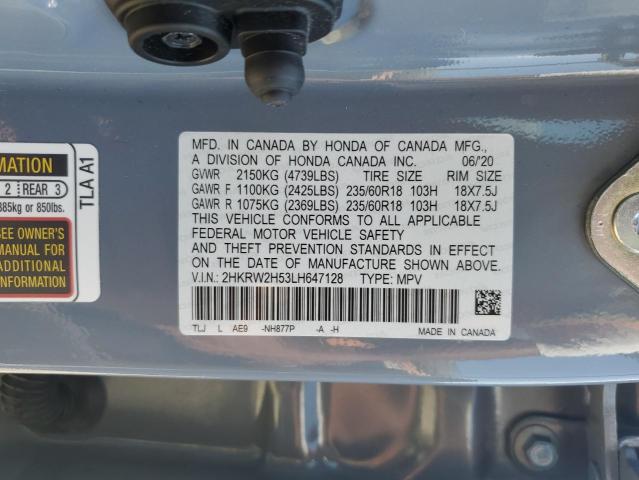 MFD. IN CANADA BY HONDA OF CANADA MFG.,
A DIVISION OF HONDA CANADA INC. 06/'20
GVWR 2150KG (4739LBS) TIRE SIZE RIM SIZE
GAWR F 1100KG (2425LBS) 235/60R18 103H 18X7.5J
GAWR R 1075KG (2369LBS) 235/60R18 103H 18X7.5J
THIS VEHICLE CONFORMS TO ALL APPLICABLE
FEDERAL MOTOR VEHICLE SAFETY
AND THEFT PREVENTION STANDARDS IN EFFECT
ON THE DATE OF MANUFACTURE SHOWN ABOVE.
V.I.N.: 2HKRW2H53LH647128 TYPE: MPV
TLJ L AE9 -NH877P -A -H
MADE IN CANADA
MATION
2 REAR 3
385kg or 850lbs.
SEE OWNER'S
MANUAL FOR
ADDITIONAL
TLA A1